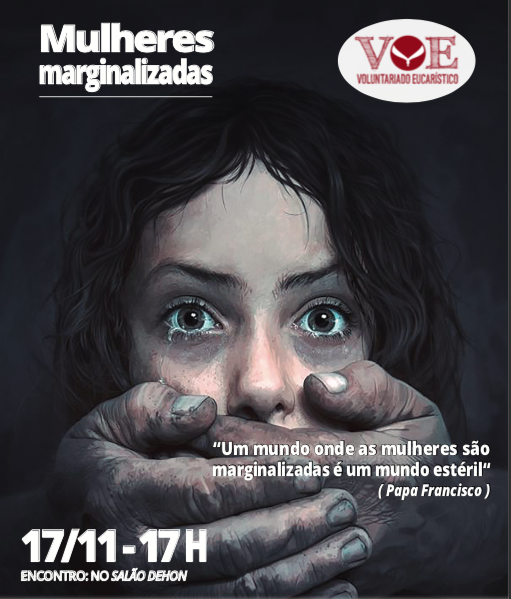 Mulheres
marginalizadas
VOE
VOLUNTARIADO EUCARÍSTICO
“Um mundo onde as mulheres são
marginalizadas é um mundo estéril“
( Papa Francisco )
17/11 - 17 H
ENCONTRO: NO SALÃO DEHON